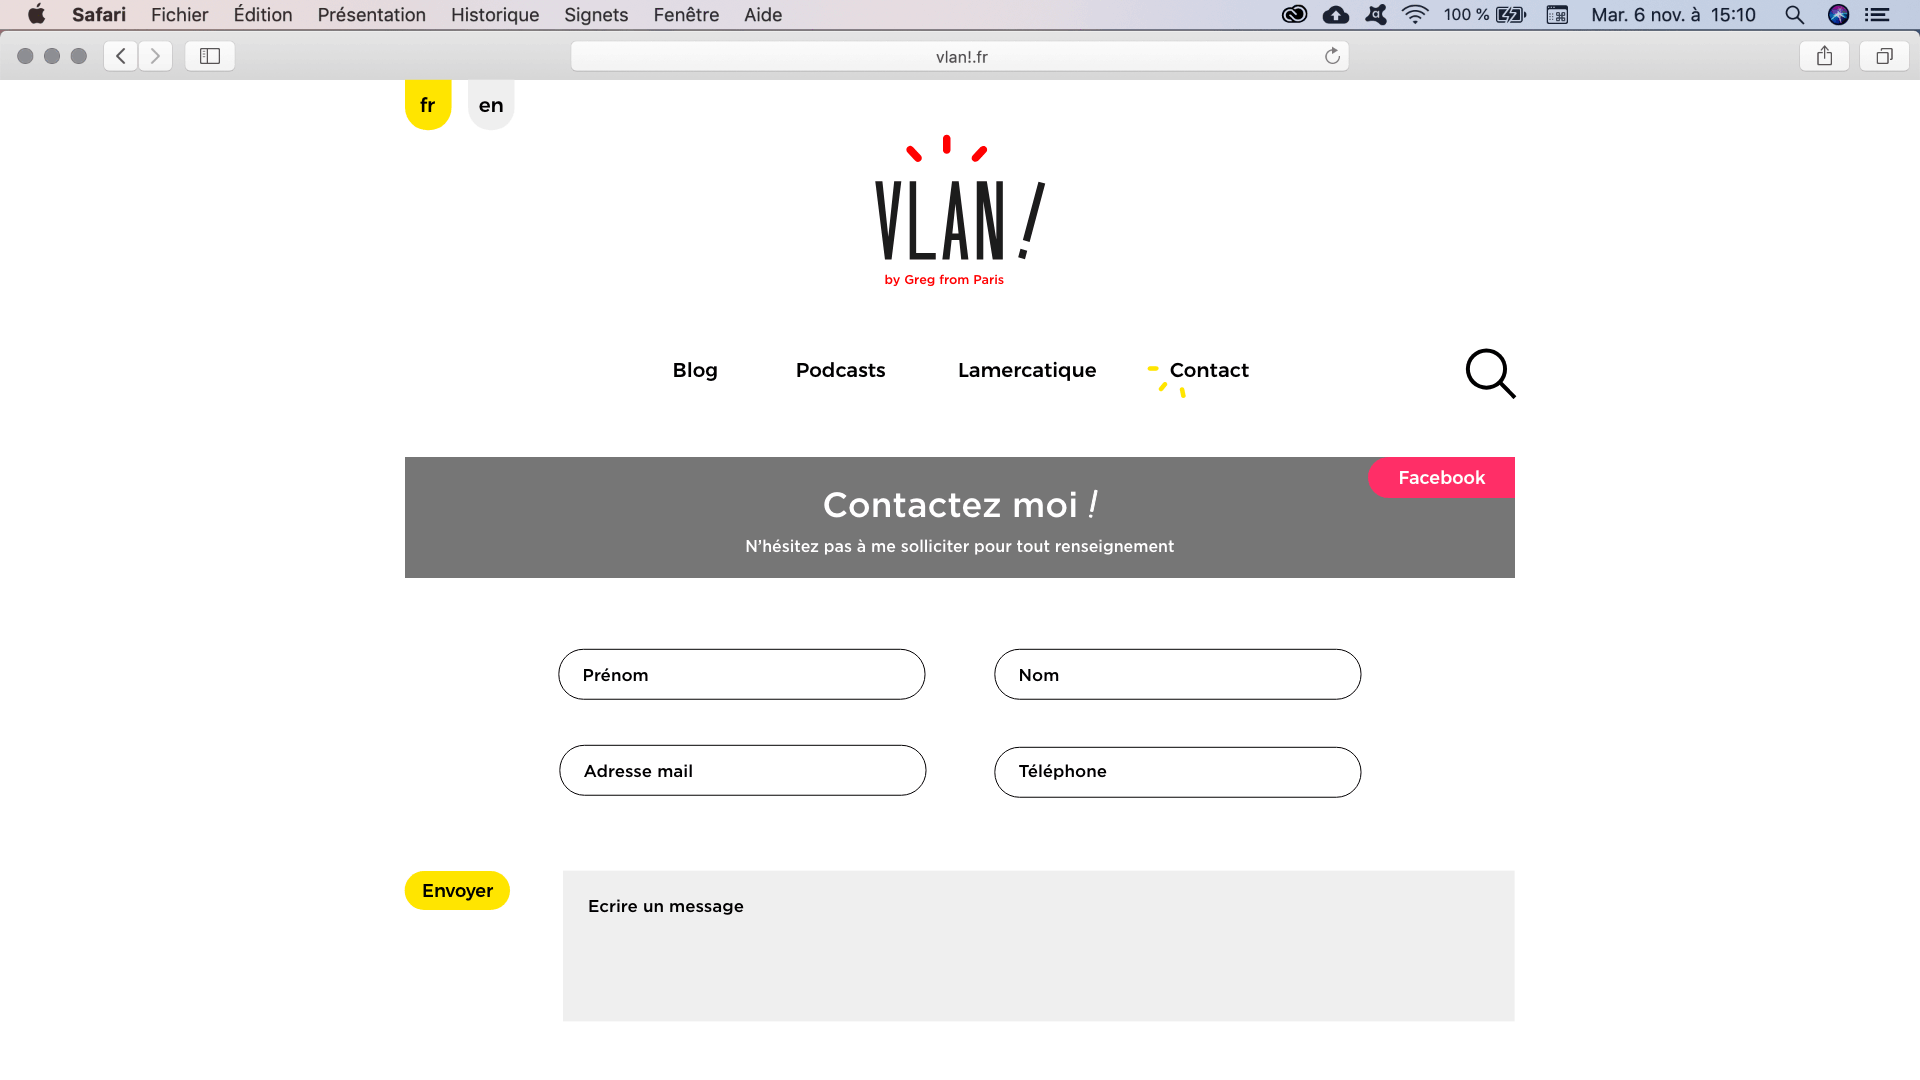 Safari Fichier Édition Présentation Historique Signets Fenêtre Aide 100 % Mar. 6 nov. à 15:10
vlan!.fr
fr en
VLAN!
by Greg from Paris
Blog Podcasts Lamercatique Contact
Facebook
Contactez moi !
N’hésitez pas à me solliciter pour tout renseignement
Prénom Nom
Adresse mail Téléphone
Envoyer
Ecrire un message